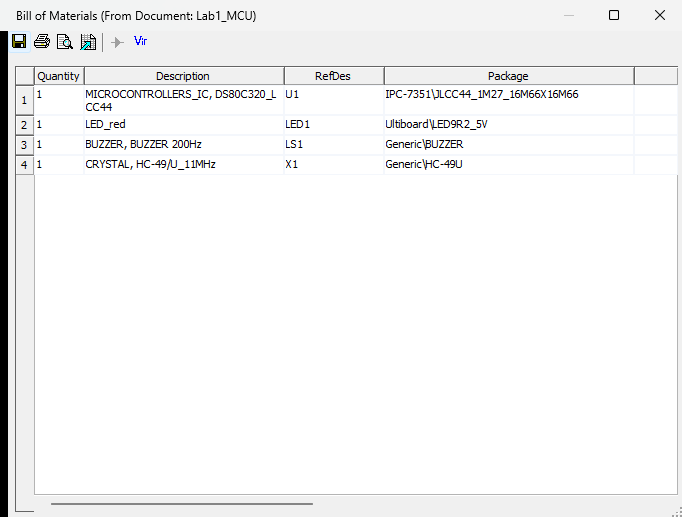 Bill of Materials (From Document: Lab1_MCU)
Vir
Quantity Description RefDes Package
1 1 MICROCONTROLLERS_IC, DS80C320_L U1 IPC-7351\JLCC44_1M27_16M66X16M66
CC44
2 1 LED_red LED1 Ultiboard\LED9R2_5V
3 1 BUZZER, BUZZER 200Hz LS1 Generic\BUZZER
4 1 CRYSTAL, HC-49/U_11MHz X1 Generic\HC-49U